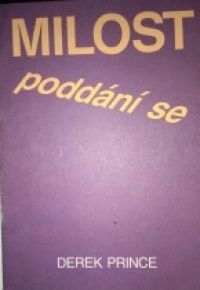 MILOST
poddání se
DEREK PRINCE